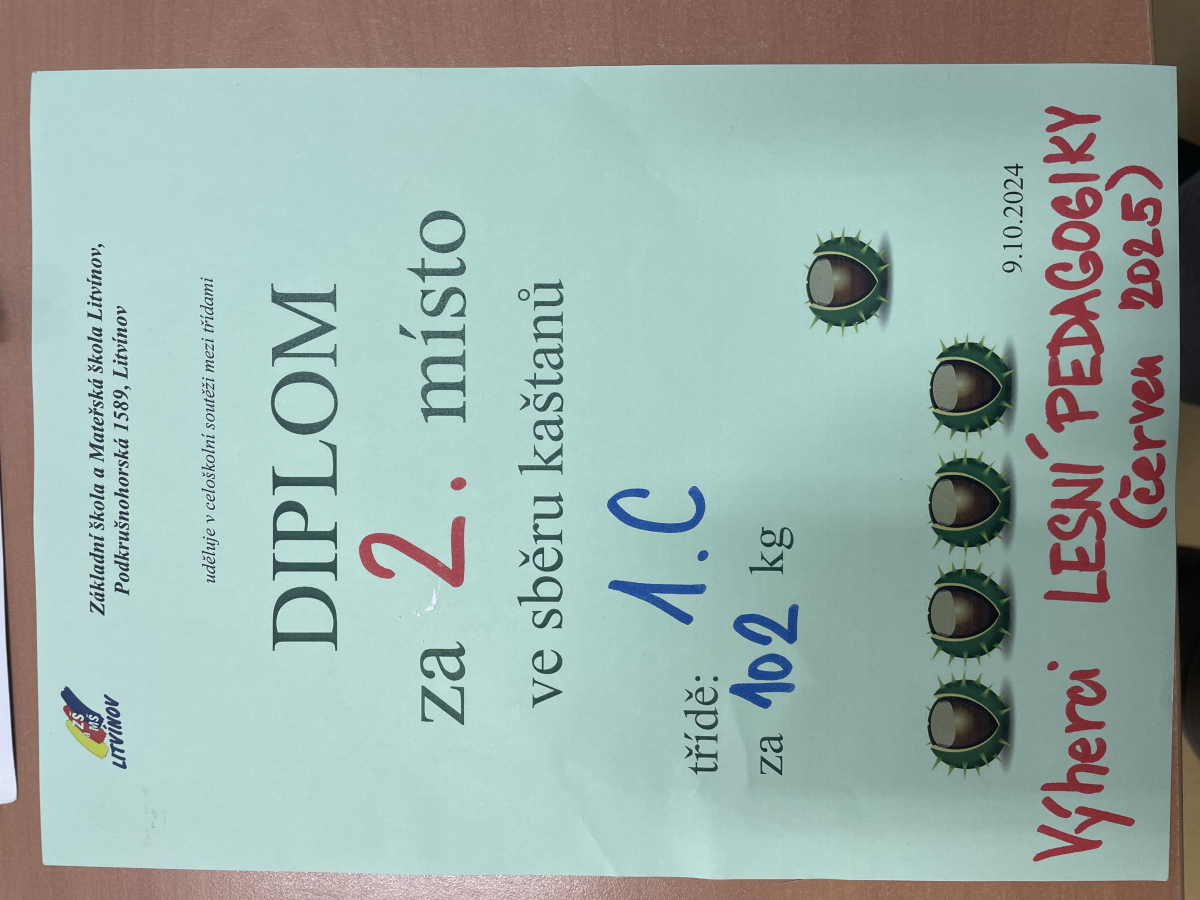 Základní škola a Mateřská škola Litvínov,
Podkrušnohorská 1589, Litvínov
ZŠ
a MŠ
LITVÍNOV
uděluje v celoškolní soutěži mezi třídami
DIPLOM
za 2. místo
ve sběru kaštanů
třídě: 1.C
za 102 kg
9.10.2024
Výherci LESNÍ PEDAGOGIKY
(červen 2025)